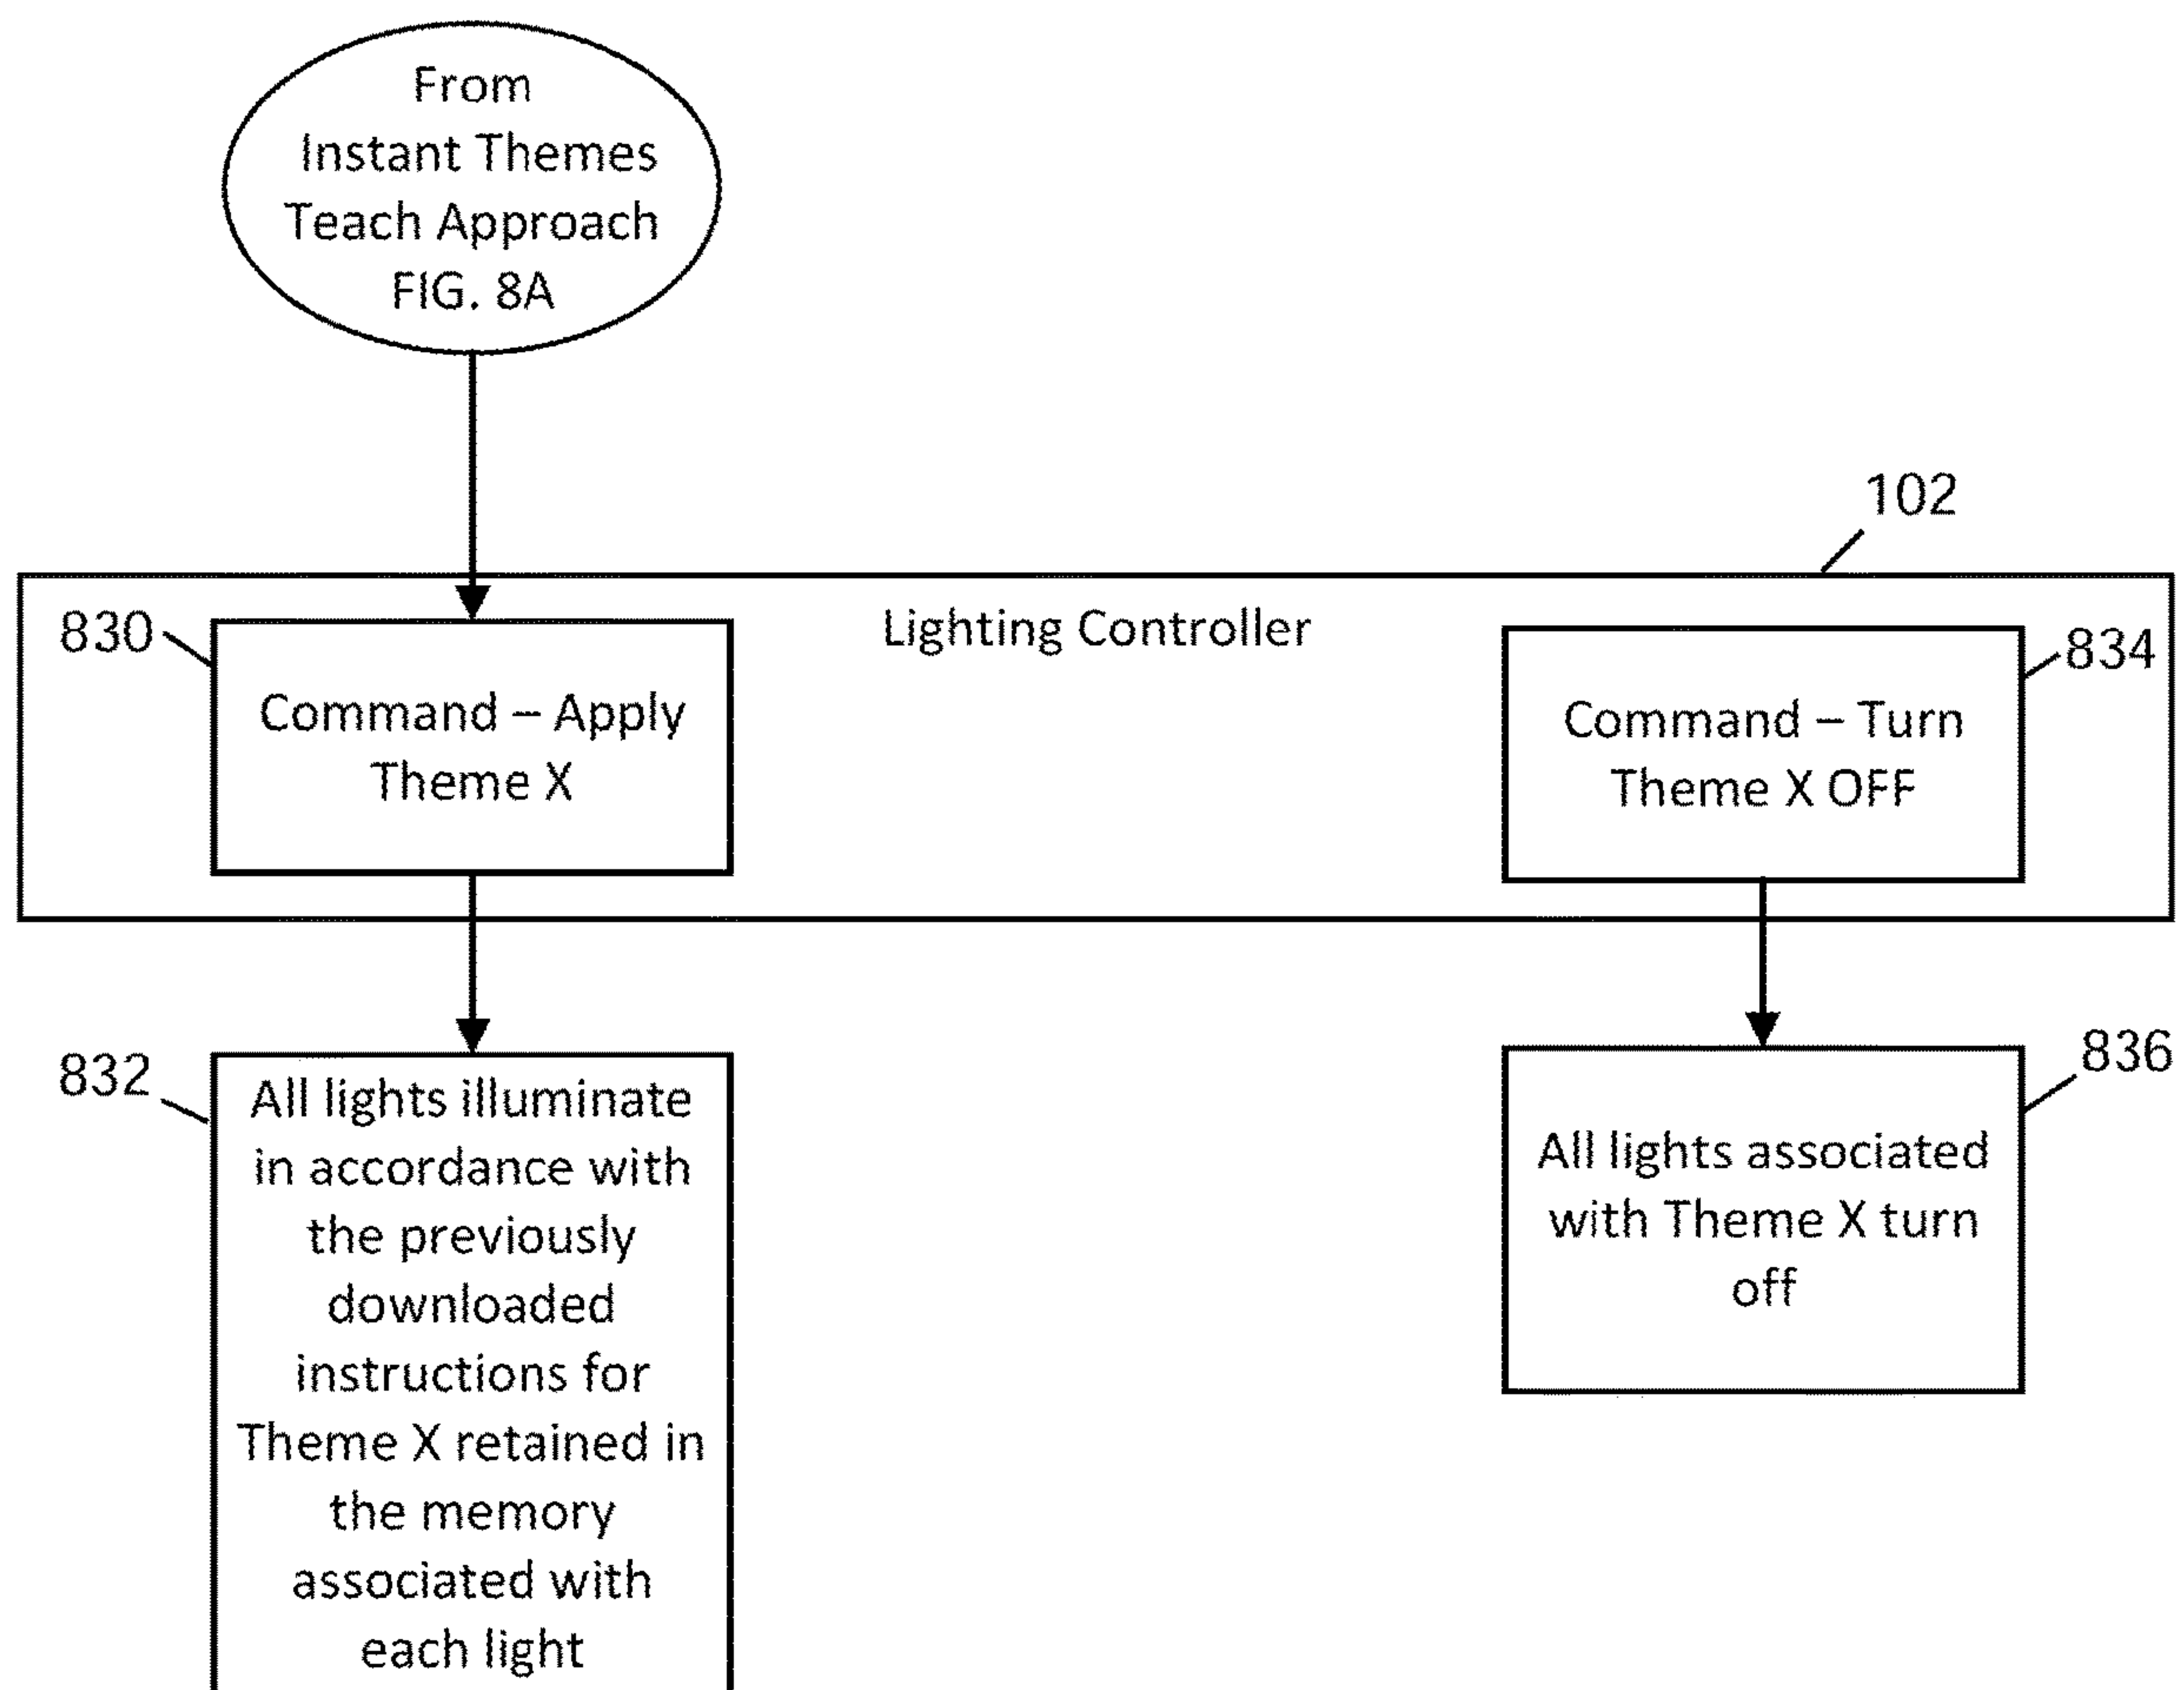 From
Instant Themes
Teach Approach
FIG. 8A
102
830
Lighting Controller
834
Command – Apply
Theme X
Command – Turn
Theme X OFF
832
All lights illuminate
in accordance with
the previously
downloaded
instructions for
Theme X retained in
the memory
associated with
each light
836
All lights associated
with Theme X turn
off